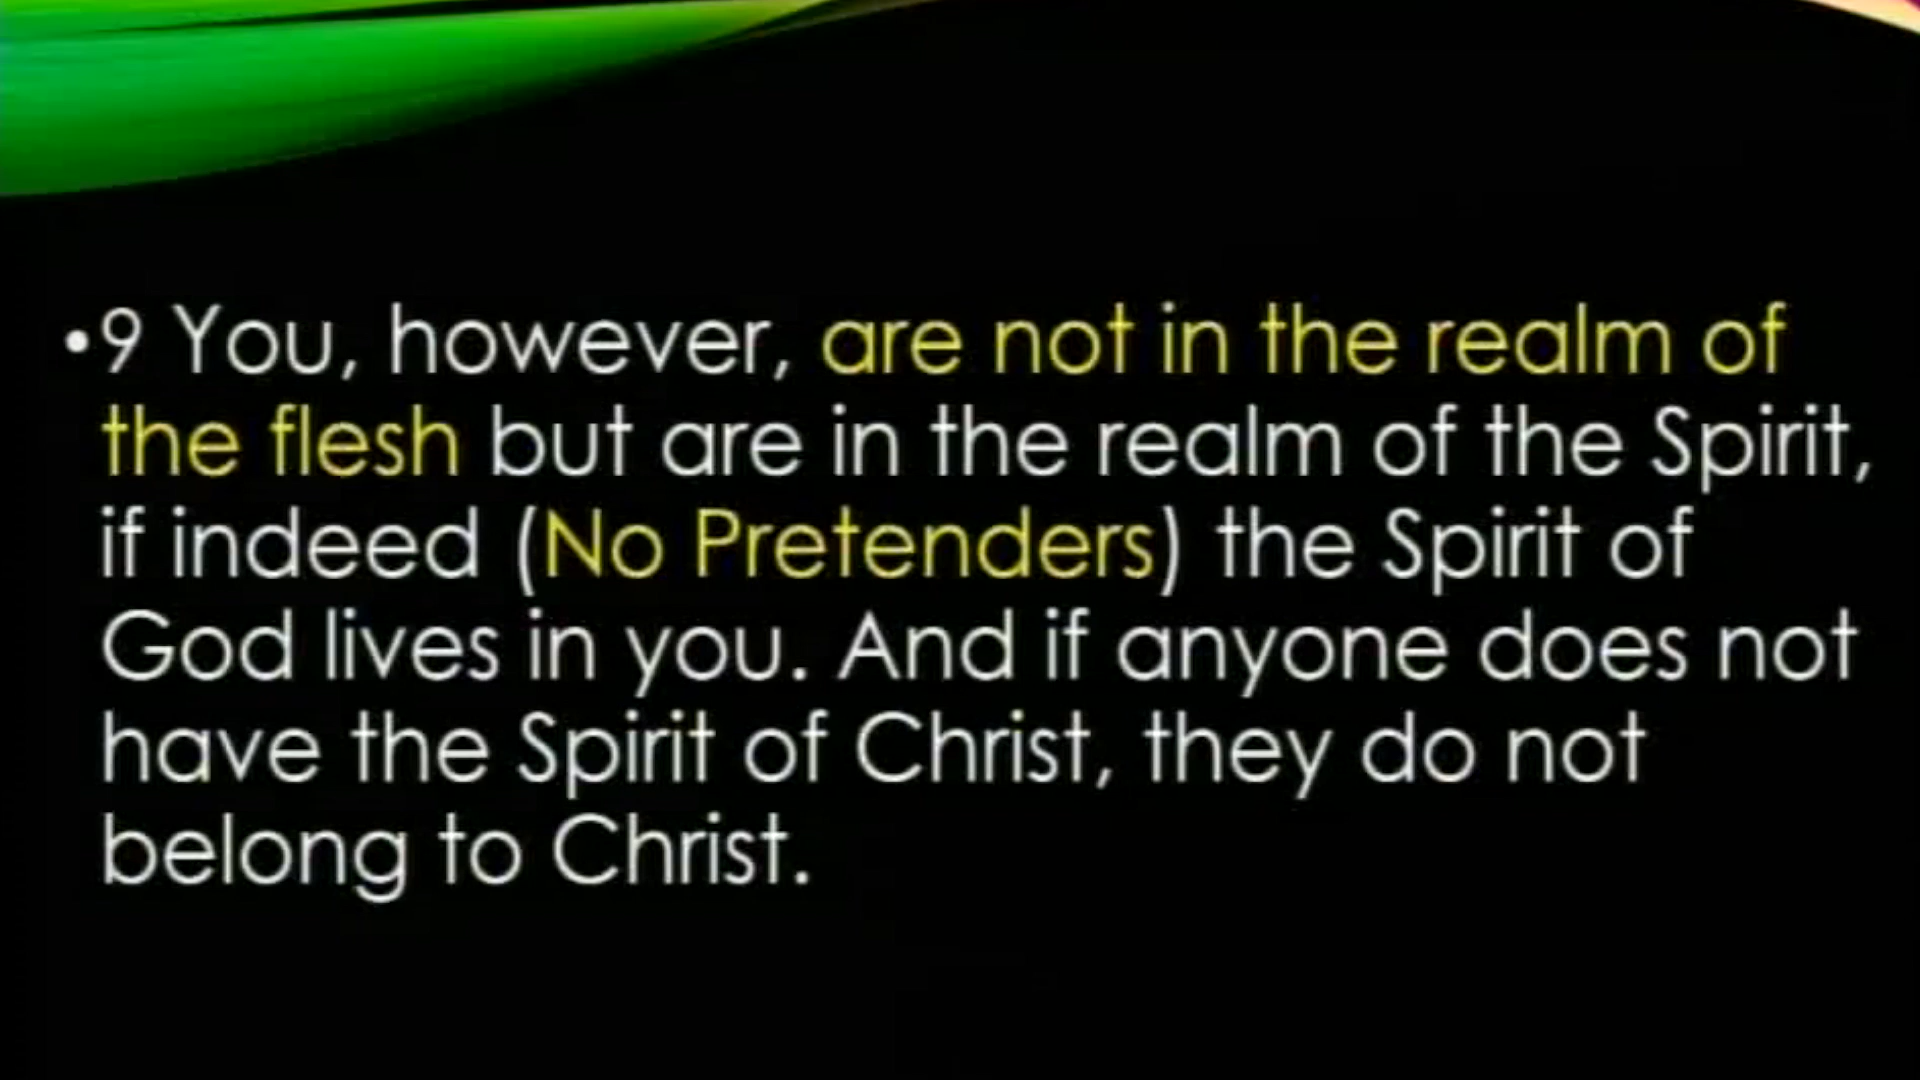 •9 You, however, are not in the realm of
the flesh but are in the realm of the Spirit,
if indeed (No Pretenders) the Spirit of
God lives in you. And if anyone does not
have the Spirit of Christ, they do not
belong to Christ.